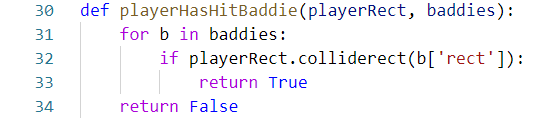 30 def playerHasHitBaddie(playerRect, baddies):
31     for b in baddies:
32         if playerRect.colliderect(b['rect']):
33             return True
34     return False